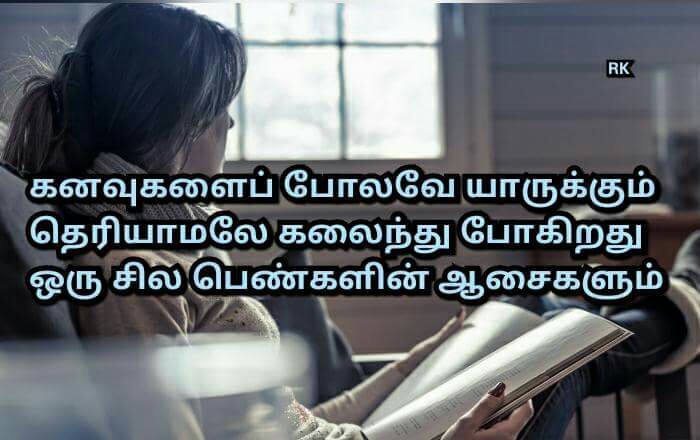 RK
கனவுகளைப் போலவே யாருக்கும்
தெரியாமலே கலைந்து போகிறது
ஒரு சில பெண்களின் ஆசைகளும்